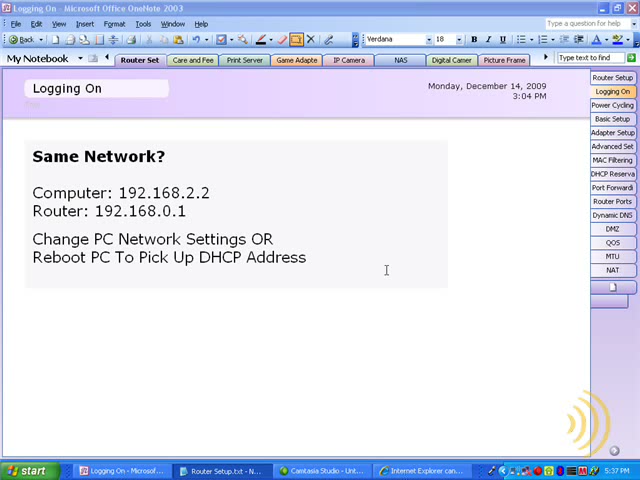 Logging On - Microsoft Office OneNote 2003
File Edit View Insert Format Tools Window Help
Type a question for help
Back
Verdana 18 B I U
My Notebook
Router Set Care and Fee Print Server Game Adapte IP Camera NAS Digital Camer Picture Frame
Type text to find
Logging On
Monday, December 14, 2009
3:04 PM
Same Network?
Computer: 192.168.2.2
Router: 192.168.0.1
Change PC Network Settings OR
Reboot PC To Pick Up DHCP Address
Router Setup
Logging On
Power Cycling
Basic Setup
Adapter Setup
Advanced Set
MAC Filtering
DHCP Reserva
Port Forwardi
Router Ports
Dynamic DNS
DMZ
QOS
MTU
NAT
start
Logging On - Microsof...
Router Setup.txt - N...
Camtasia Studio - Unt...
Internet Explorer can...
5:37 PM